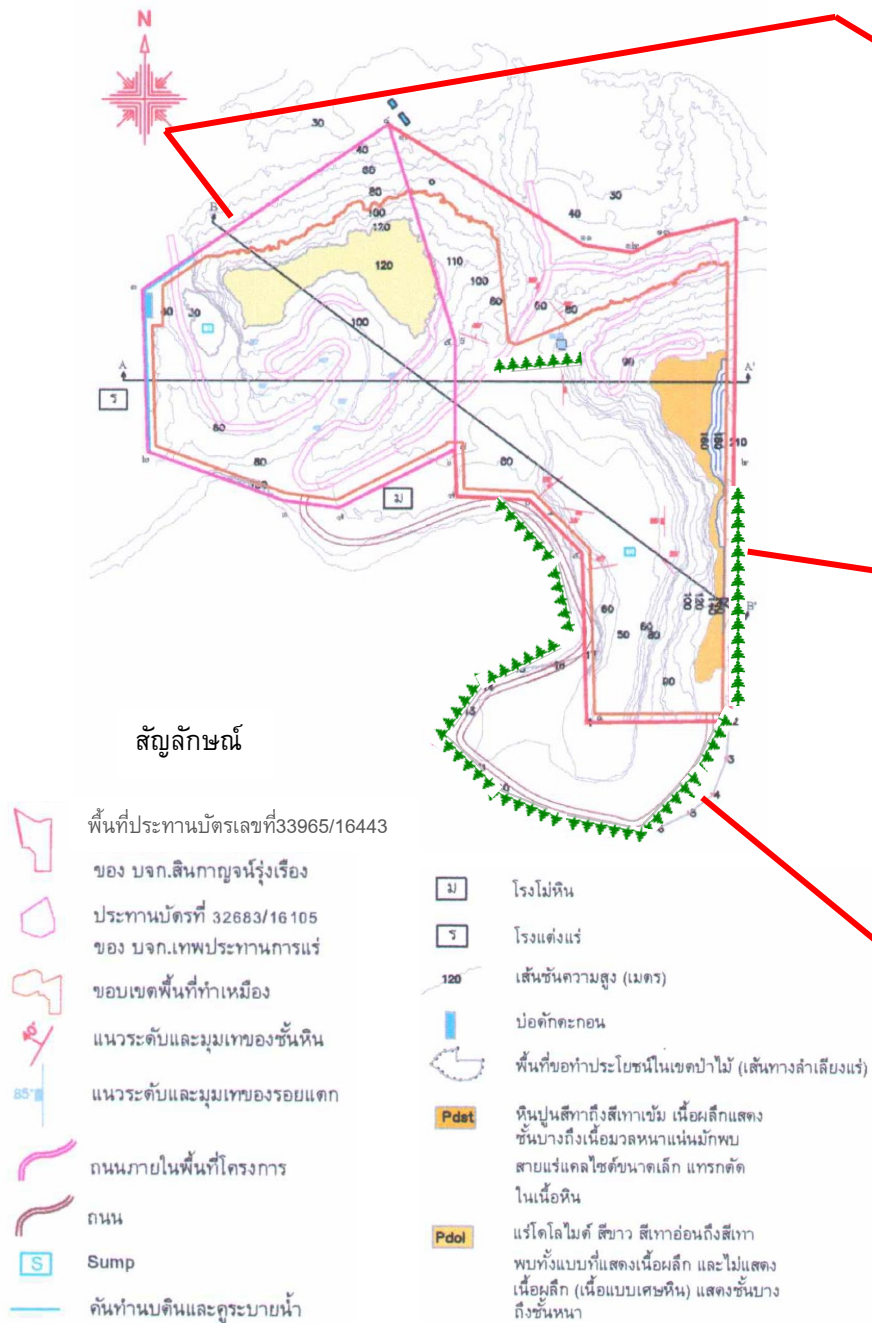 N
30
40
60
80
100
120
B
30
40
110
120
100
80
60
80
100
40
30
90
A
A'
ร
60
160
180
210
80
80
ม
B'
100
120
60
50
60
80
90
17
2
3
4
5
6
สัญลักษณ์
พื้นที่ประทานบัตรเลขที่33965/16443
ของ บจก.สินกาญจน์รุ่งเรือง
ประทานบัตรที่ 32683/16105
ของ บจก.เทพประทานการแร่
ขอบเขตพื้นที่ทำเหมือง
40°
แนวระดับและมุมเทของชั้นหิน
85°
แนวระดับและมุมเทของรอยแตก
ถนนภายในพื้นที่โครงการ
ถนน
S Sump
คันทำนบดินและคูระบายน้ำ
ม โรงโม่หิน
ร โรงแต่งแร่
120 เส้นชั้นความสูง (เมตร)
บ่อดักตะกอน
พื้นที่ขอทำประโยชน์ในเขตป่าไม้ (เส้นทางลำเลียงแร่)
Pdst หินปูนสีทาถึงสีเทาเข้ม เนื้อผลึกแสดง
ชั้นบางถึงเนื้อมวลหนาแน่นมักพบ
สายแร่แคลไซต์ขนาดเล็ก แทรกตัด
ในเนื้อหิน
Pdol แร่โดโลไมต์ สีขาว สีเทาอ่อนถึงสีเทา
พบทั้งแบบที่แสดงเนื้อผลึก และไม่แสดง
เนื้อผลึก (เนื้อแบบเศษหิน) แสดงชั้นบาง
ถึงชั้นหนา